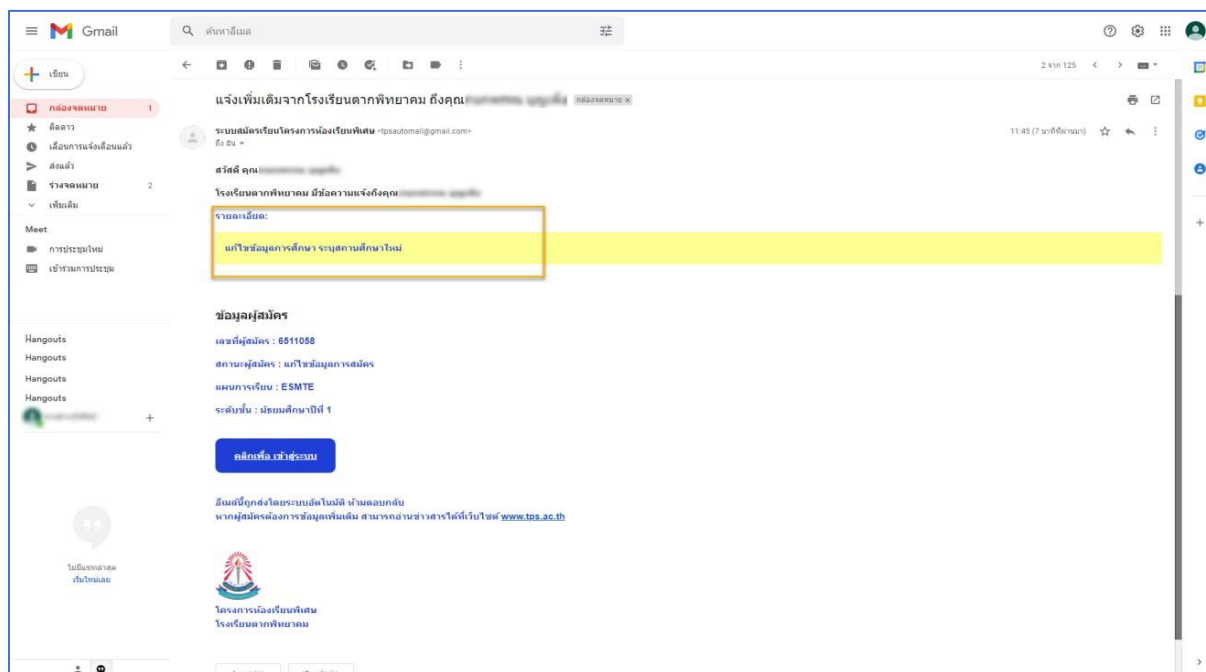 Gmail
ค้นหาอีเมล
เขียน
2 จาก 125
กล่องจดหมาย 1
ติดดาว
เลื่อนการแจ้งเตือนแล้ว
ส่งแล้ว
ร่างจดหมาย 2
เพิ่มเติม
Meet
การประชุมใหม่
เข้าร่วมการประชุม
Hangouts
Hangouts
Hangouts
Hangouts
ไม่มีแชทล่าสุด
เริ่มใหม่เลย
แจ้งเพิ่มเติมจากโรงเรียนตากพิทยาคม ถึงคุณ กล่องจดหมาย x
ระบบสมัครเรียนโครงการห้องเรียนพิเศษ <tpsautomail@gmail.com>
11:45 (7 นาทีที่ผ่านมา)
ถึง ฉัน
สวัสดี คุณ
โรงเรียนตากพิทยาคม มีข้อความแจ้งถึงคุณ
รายละเอียด:
แก้ไขข้อมูลการศึกษา ระบุสถานศึกษาใหม่
ข้อมูลผู้สมัคร
เลขที่ผู้สมัคร : 6511058
สถานะผู้สมัคร : แก้ไขข้อมูลการสมัคร
แผนการเรียน : ESMTE
ระดับชั้น : มัธยมศึกษาปีที่ 1
คลิกเพื่อ เข้าสู่ระบบ
อีเมล์นี้ถูกส่งโดยระบบอัตโนมัติ ห้ามตอบกลับ
หากผู้สมัครต้องการข้อมูลเพิ่มเติม สามารถอ่านข่าวสารได้ที่เว็บไซต์ www.tps.ac.th
โครงการห้องเรียนพิเศษ
โรงเรียนตากพิทยาคม